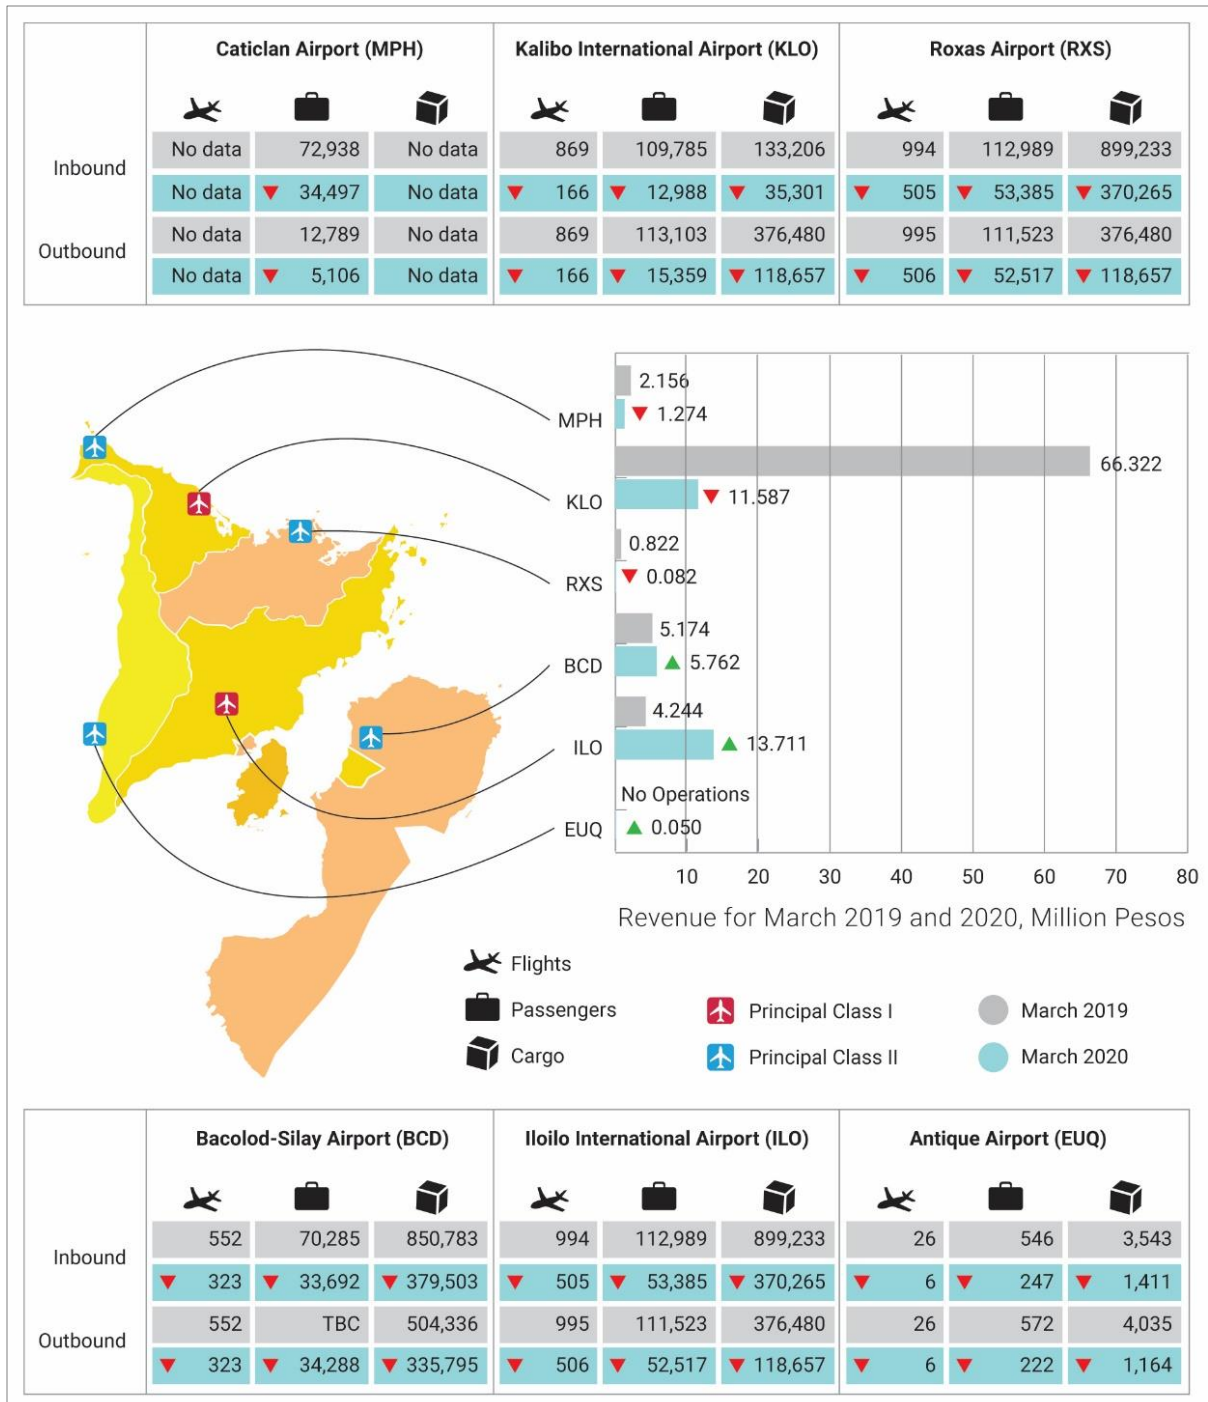 Caticlan Airport (MPH) Kalibo International Airport (KLO) Roxas Airport (RXS)
Inbound
No data 72,938 No data 869 109,785 133,206 994 112,989 899,233
No data ▼ 34,497 No data ▼ 166 ▼ 12,988 ▼ 35,301 ▼ 505 ▼ 53,385 ▼ 370,265
Outbound
No data 12,789 No data 869 113,103 376,480 995 111,523 376,480
No data ▼ 5,106 No data ▼ 166 ▼ 15,359 ▼ 118,657 ▼ 506 ▼ 52,517 ▼ 118,657
2.156
MPH ▼ 1.274
66.322
KLO ▼ 11.587
0.822
RXS ▼ 0.082
5.174
BCD ▲ 5.762
4.244
ILO ▲ 13.711
No Operations
EUQ ▲ 0.050
10 20 30 40 50 60 70 80
Revenue for March 2019 and 2020, Million Pesos
Flights
Passengers Principal Class I March 2019
Cargo Principal Class II March 2020
Bacolod-Silay Airport (BCD) Iloilo International Airport (ILO) Antique Airport (EUQ)
Inbound
552 70,285 850,783 994 112,989 899,233 26 546 3,543
▼ 323 ▼ 33,692 ▼ 379,503 ▼ 505 ▼ 53,385 ▼ 370,265 ▼ 6 ▼ 247 ▼ 1,411
Outbound
552 TBC 504,336 995 111,523 376,480 26 572 4,035
▼ 323 ▼ 34,288 ▼ 335,795 ▼ 506 ▼ 52,517 ▼ 118,657 ▼ 6 ▼ 222 ▼ 1,164